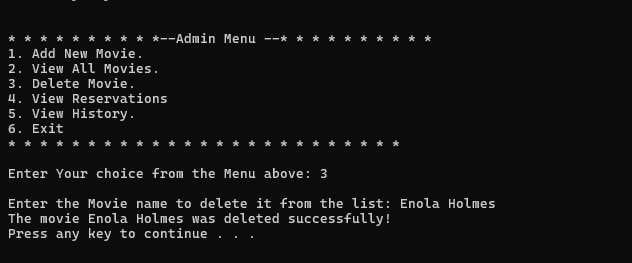 * * * * * * * * * *--Admin Menu --* * * * * * * * * *
1. Add New Movie.
2. View All Movies.
3. Delete Movie.
4. View Reservations
5. View History.
6. Exit
* * * * * * * * * * * * * * * * * * * * * * * * *
Enter Your choice from the Menu above: 3
Enter the Movie name to delete it from the list: Enola Holmes
The movie Enola Holmes was deleted successfully!
Press any key to continue . . .